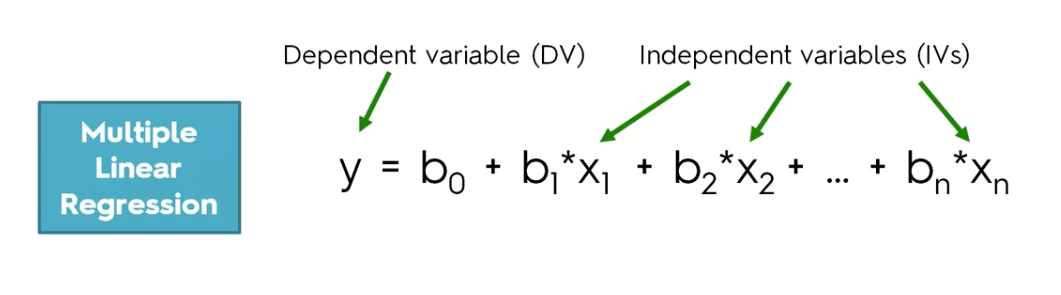 Dependent variable (DV)
Independent variables (IVs)
Multiple
Linear
Regression
y = b₀ + b₁*x₁ + b₂*x₂ + ... + bₙ*xₙ